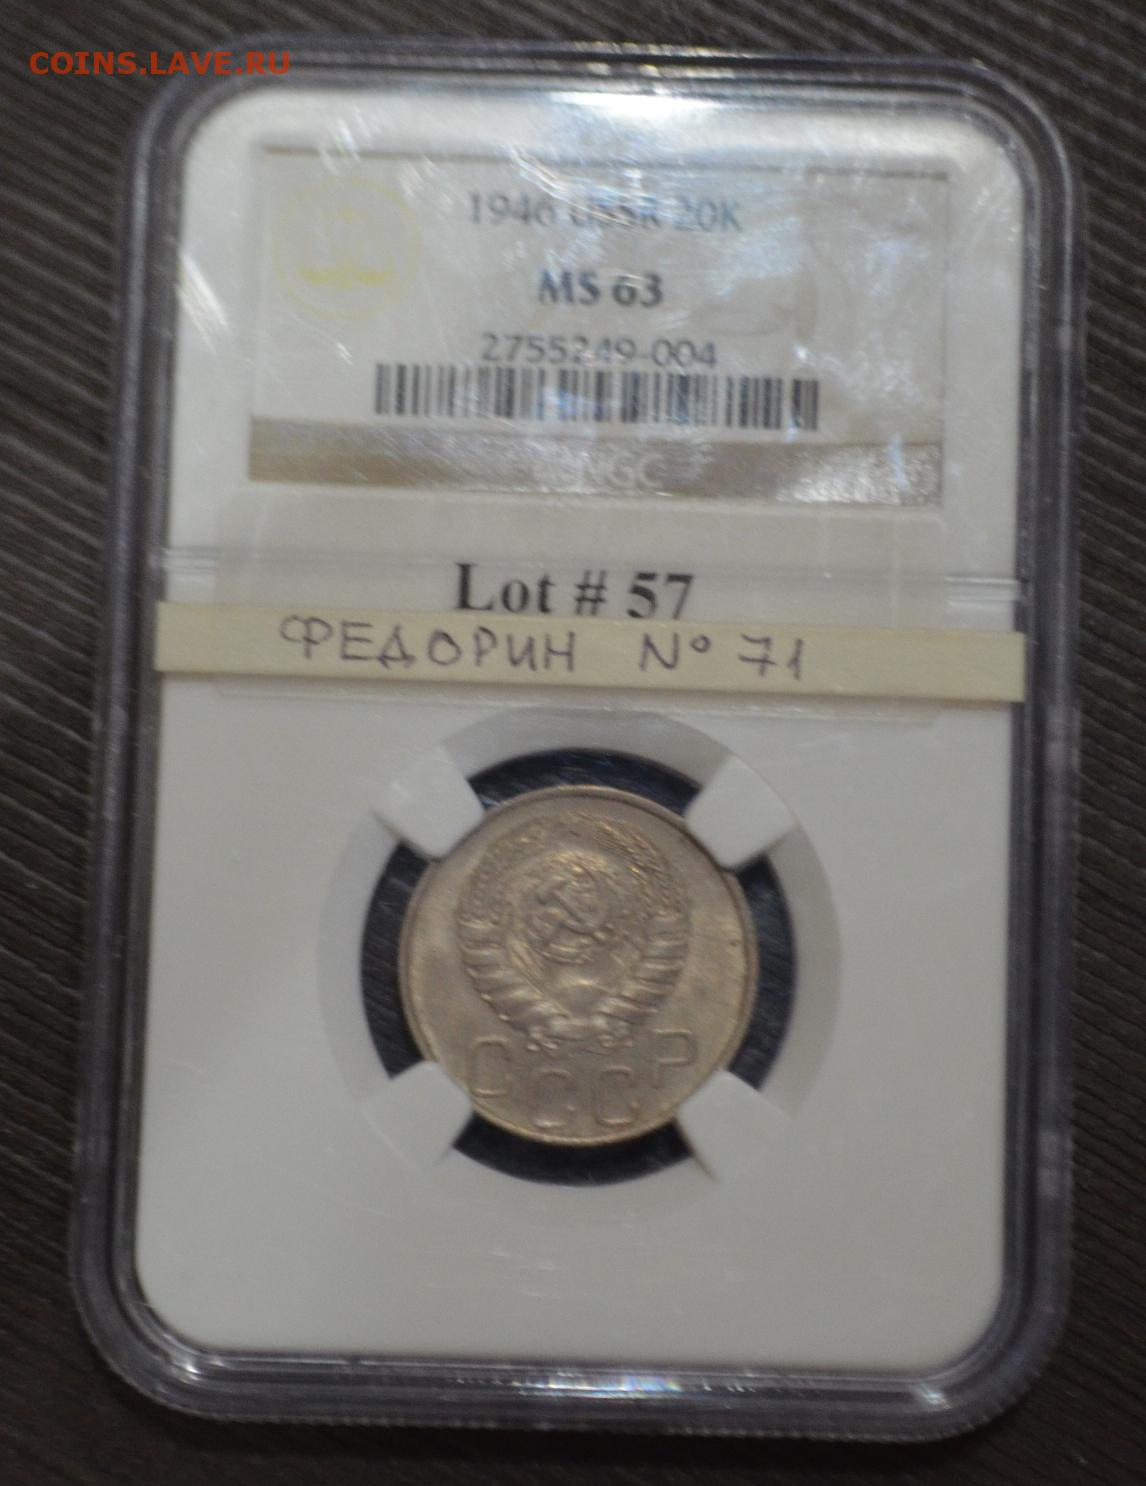 COINS.LAVE.RU
1946 USSR 20K
MS 63
2755249-004
NGC
Lot # 57
ФЕДОРИН № 71
СССР